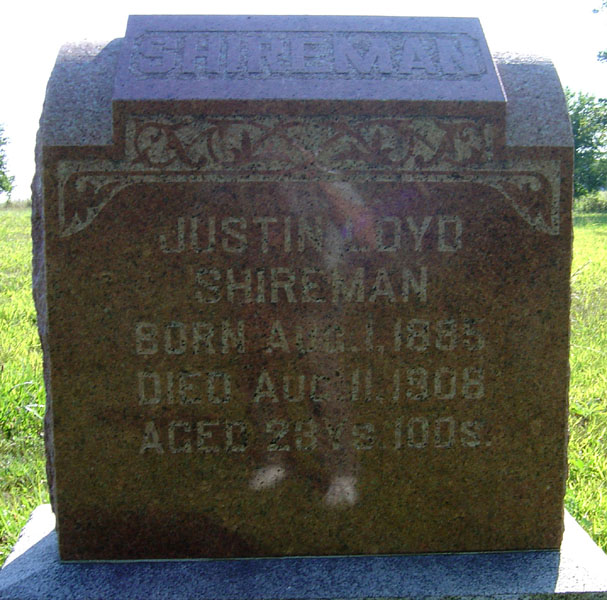 SHIREMAN
JUSTIN LOYD
SHIREMAN
BORN AUG. 1, 1885
DIED AUG. 11, 1908
AGED 23 YS. 10 DS.